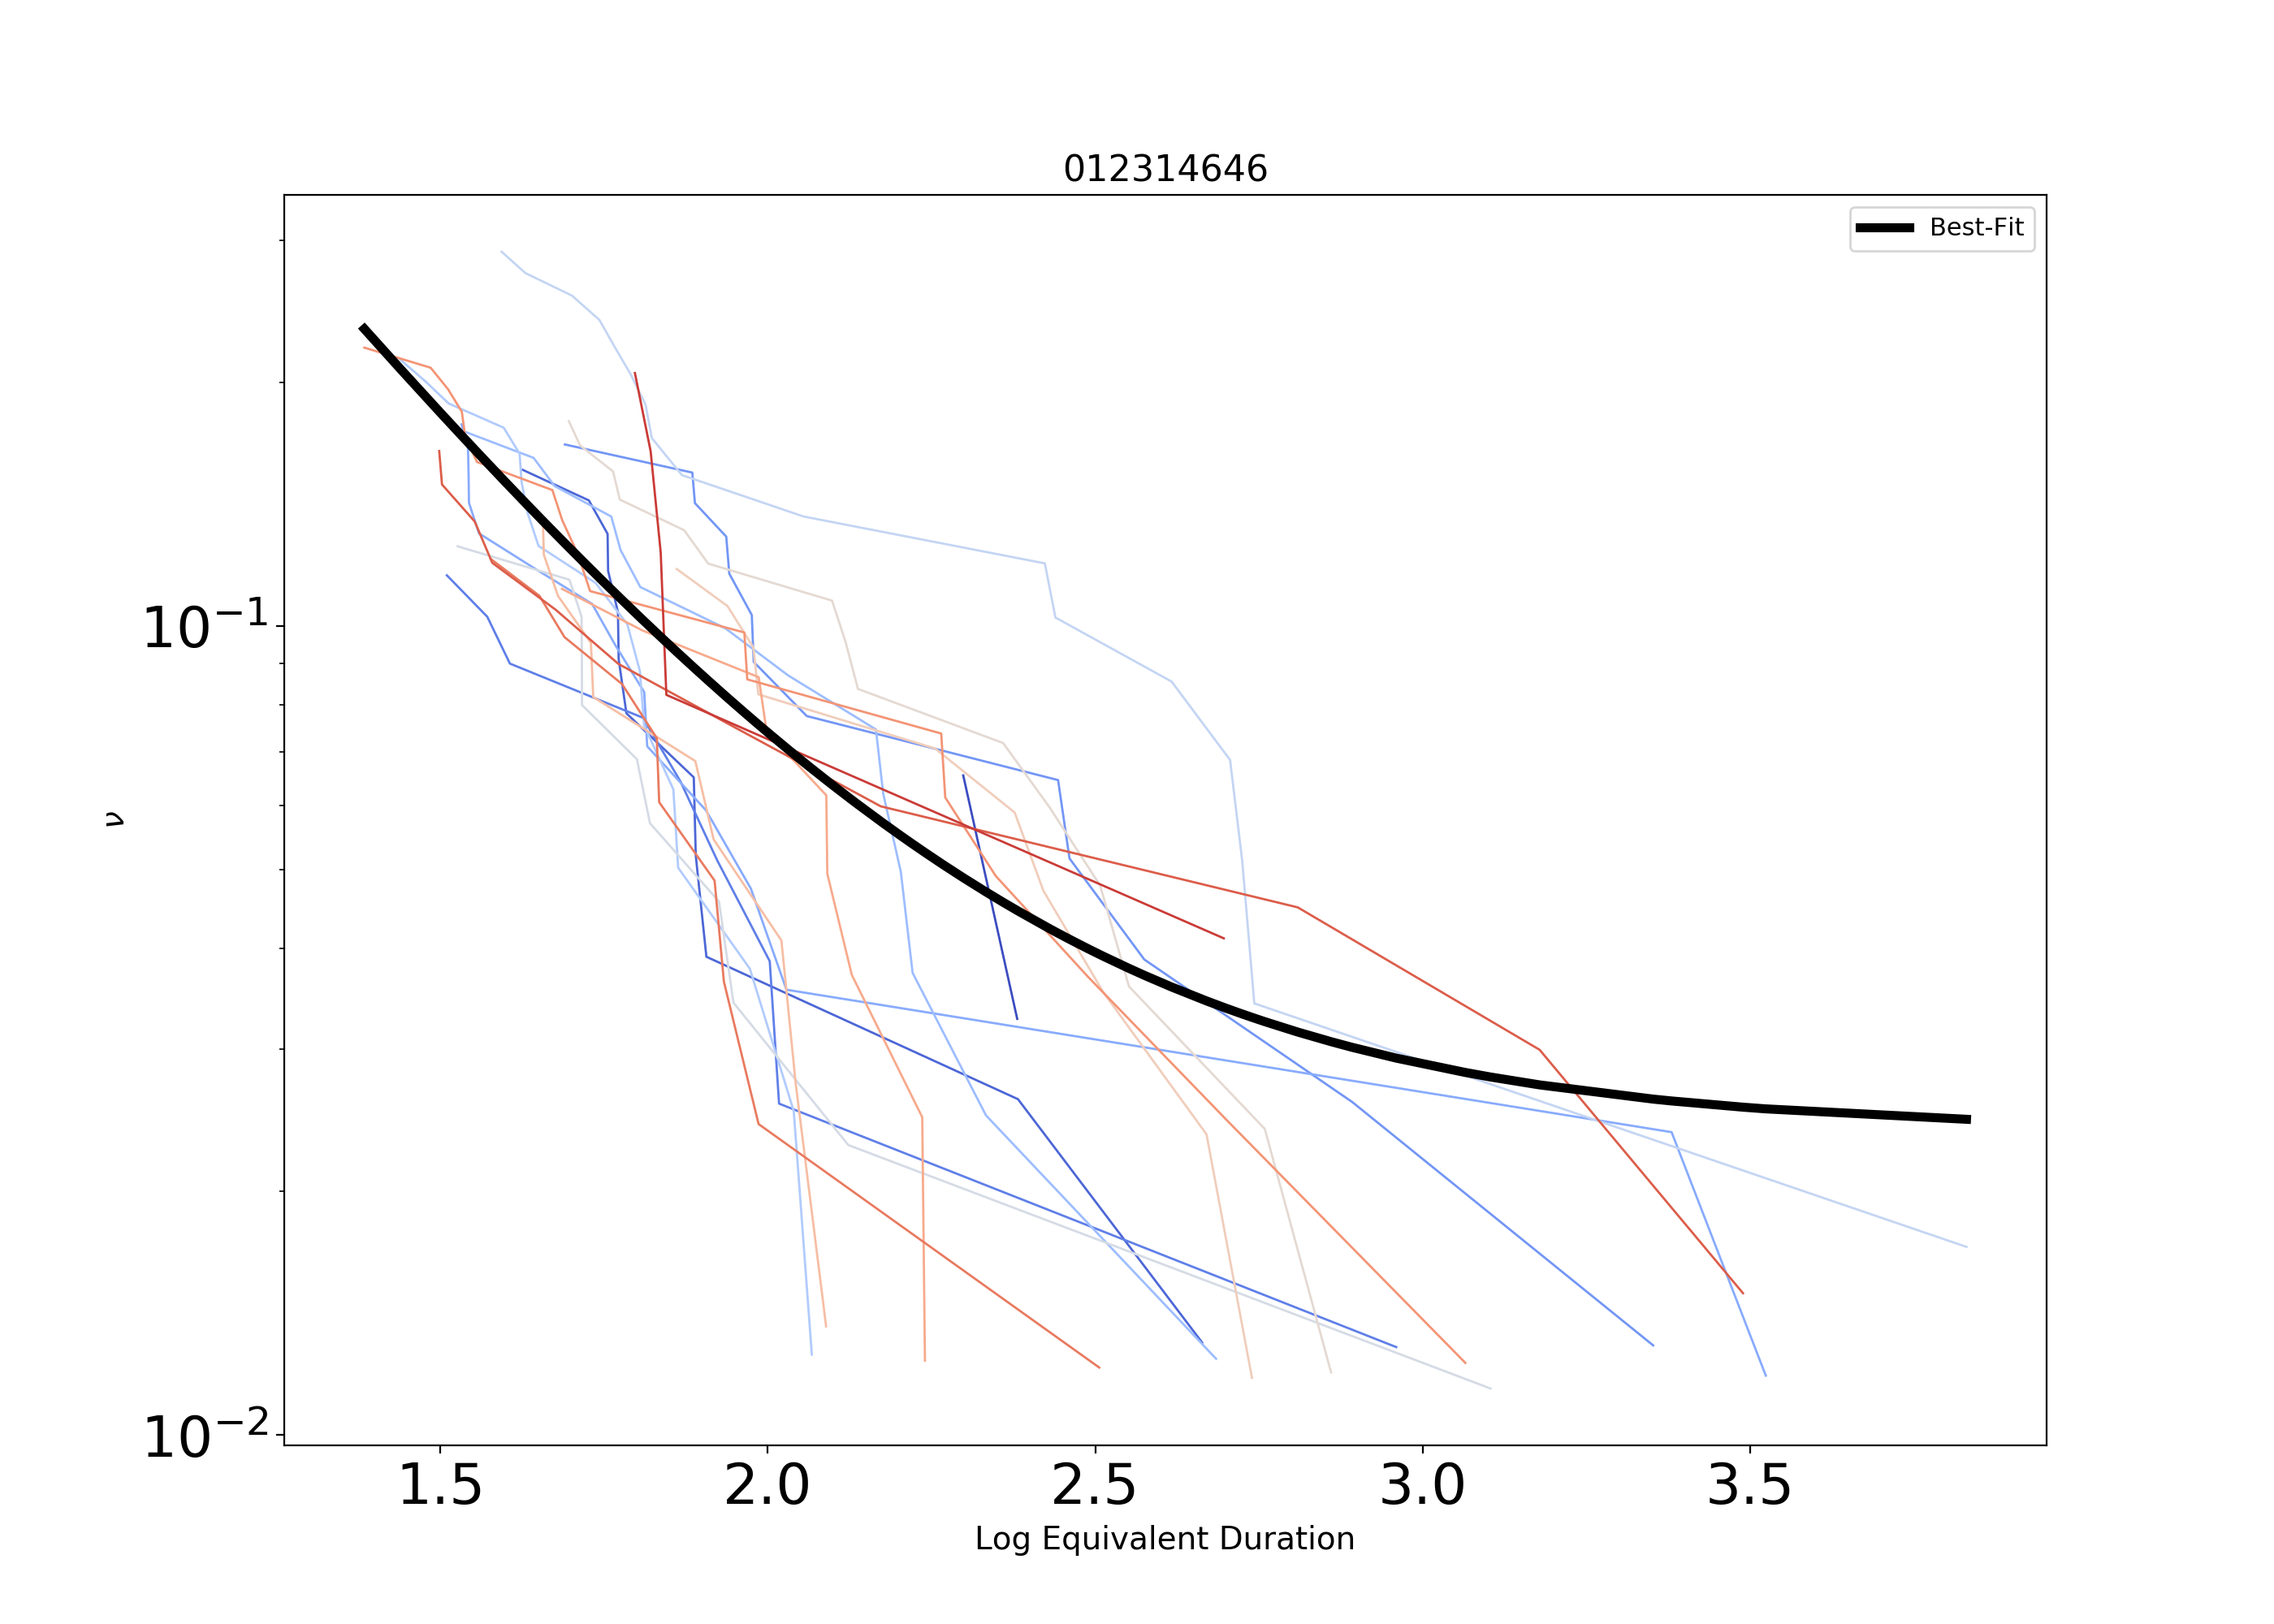 012314646
Best-Fit
10⁻¹
10⁻²
ν
1.5 2.0 2.5 3.0 3.5
Log Equivalent Duration